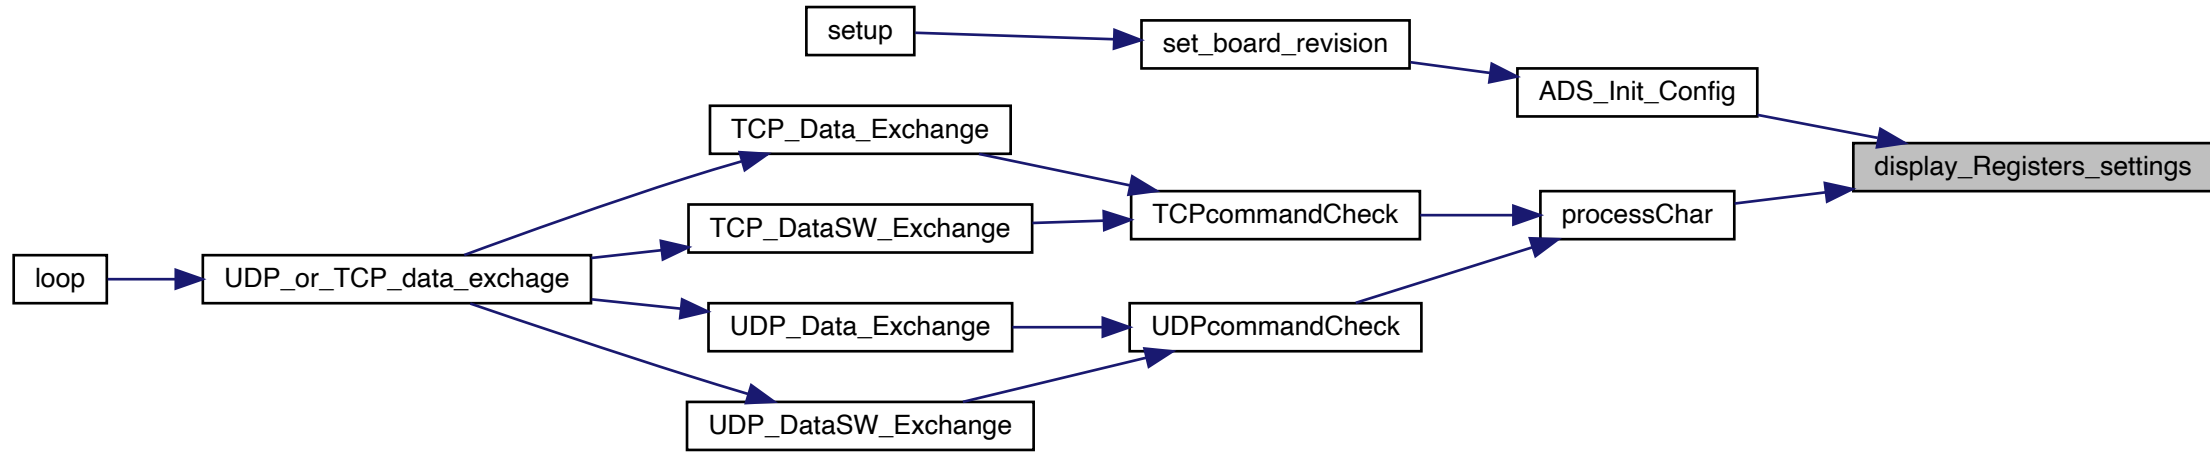 setup
set_board_revision
ADS_Init_Config
TCP_Data_Exchange
display_Registers_settings
TCP_DataSW_Exchange
TCPcommandCheck
processChar
loop
UDP_or_TCP_data_exchage
UDP_Data_Exchange
UDPcommandCheck
UDP_DataSW_Exchange